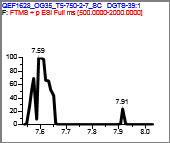 QEF1628_OG35_T5-750-2-7_SC DGTS-39:1
F: FTMS + p ESI Full ms [500.0000-2000.0000]
7.59
100
80
60
7.91
40
20
0
7.6 7.7 7.8 7.9 8.0